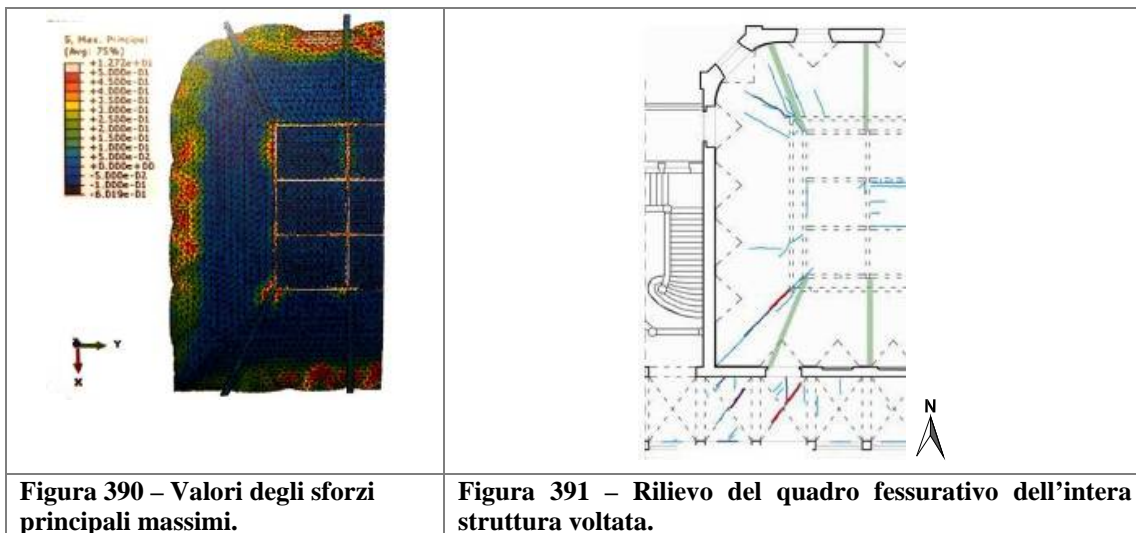 S, Max. Principal
(Avg: 75%)
+1.272e+01
+5.000e-01
+4.500e-01
+3.500e-01
+3.000e-01
+2.500e-01
+2.000e-01
+1.500e-01
+1.000e-01
+5.000e-02
+0.000e+00
-5.000e-02
-1.000e-01
-6.019e-01
Y
X
N
Figura 390 – Valori degli sforzi
principali massimi.
Figura 391 – Rilievo del quadro fessurativo dell’intera
struttura voltata.